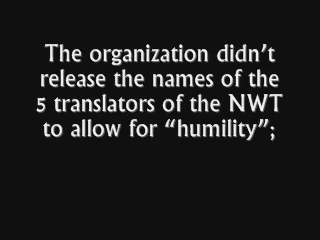 The organization didn’t
release the names of the
5 translators of the NWT
to allow for “humility”;